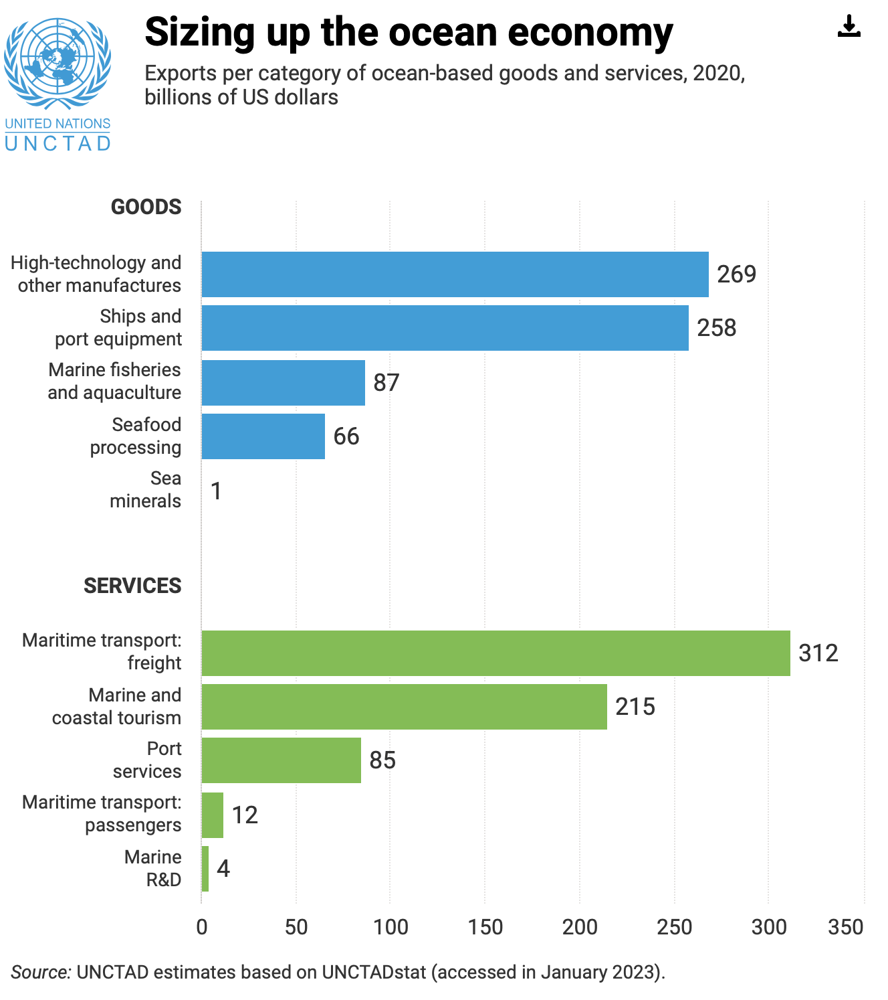 Sizing up the ocean economy
Exports per category of ocean-based goods and services, 2020,
billions of US dollars
UNITED NATIONS
UNCTAD
GOODS
High-technology and
other manufactures
269
Ships and
port equipment
258
Marine fisheries
and aquaculture
87
Seafood
processing
66
Sea
minerals
1
SERVICES
Maritime transport:
freight
312
Marine and
coastal tourism
215
Port
services
85
Maritime transport:
passengers
12
Marine
R&D
4
0 50 100 150 200 250 300 350
Source: UNCTAD estimates based on UNCTADstat (accessed in January 2023).